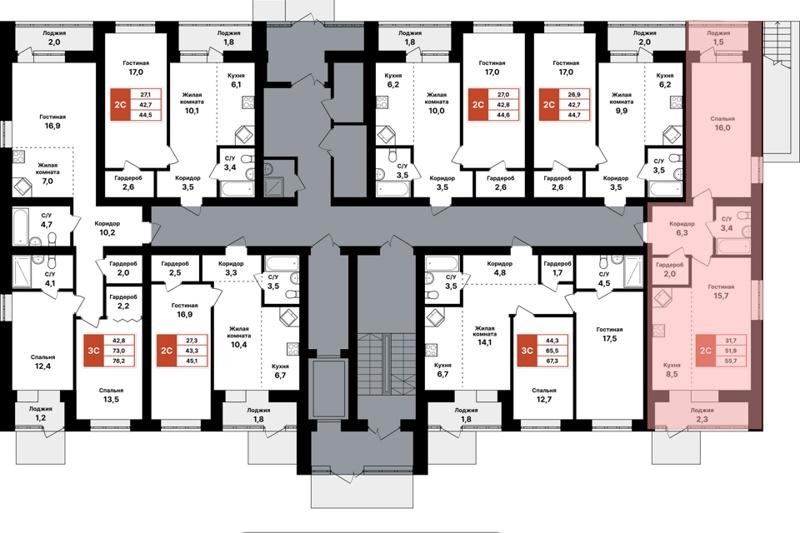 Лоджия
2,0
Гостиная
16,9
Жилая
комната
7,0
С/У
4,7
Коридор
10,2
Гостиная
17,0
2С
27,1
42,7
44,5
Гардероб
2,6
Лоджия
1,8
Кухня
6,1
Жилая
комната
10,1
С/У
3,4
Коридор
3,5
Лоджия
1,8
Кухня
6,2
Жилая
комната
10,0
С/У
3,5
Коридор
3,5
Гостиная
17,0
2С
27,0
42,8
44,6
Гардероб
2,6
Гостиная
17,0
2С
26,9
42,7
44,7
Гардероб
2,6
Лоджия
2,0
Кухня
6,2
Жилая
комната
9,9
С/У
3,5
Коридор
3,5
Лоджия
1,5
Спальня
16,0
Коридор
6,3
С/У
3,4
Гардероб
2,0
Гостиная
15,7
2С
31,7
51,9
55,7
Кухня
8,5
Лоджия
2,3
С/У
4,1
Гардероб
2,0
Гардероб
2,2
3С
42,8
73,0
76,2
Спальня
12,4
Спальня
13,5
Лоджия
1,2
Гардероб
2,5
Коридор
3,3
С/У
3,5
Гостиная
16,9
2С
27,3
43,3
45,1
Жилая
комната
10,4
Кухня
6,7
Лоджия
1,8
С/У
3,5
Коридор
4,8
Гардероб
1,7
С/У
4,5
Жилая
комната
14,1
Кухня
6,7
3С
44,3
65,5
67,3
Гостиная
17,5
Спальня
12,7
Лоджия
1,8